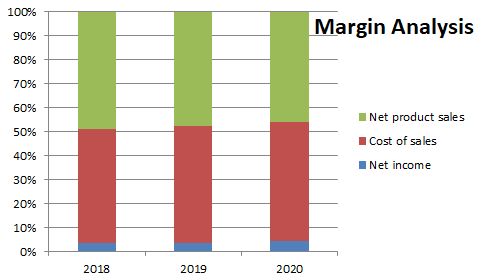 Margin Analysis
100%
90%
80%
70%
60%
50%
40%
30%
20%
10%
0%
2018 2019 2020
Net product sales
Cost of sales
Net income